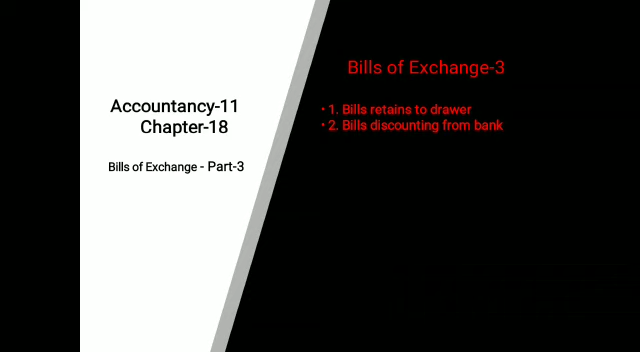 Accountancy-11
Chapter-18
Bills of Exchange - Part-3
Bills of Exchange-3
• 1. Bills retains to drawer
• 2. Bills discounting from bank